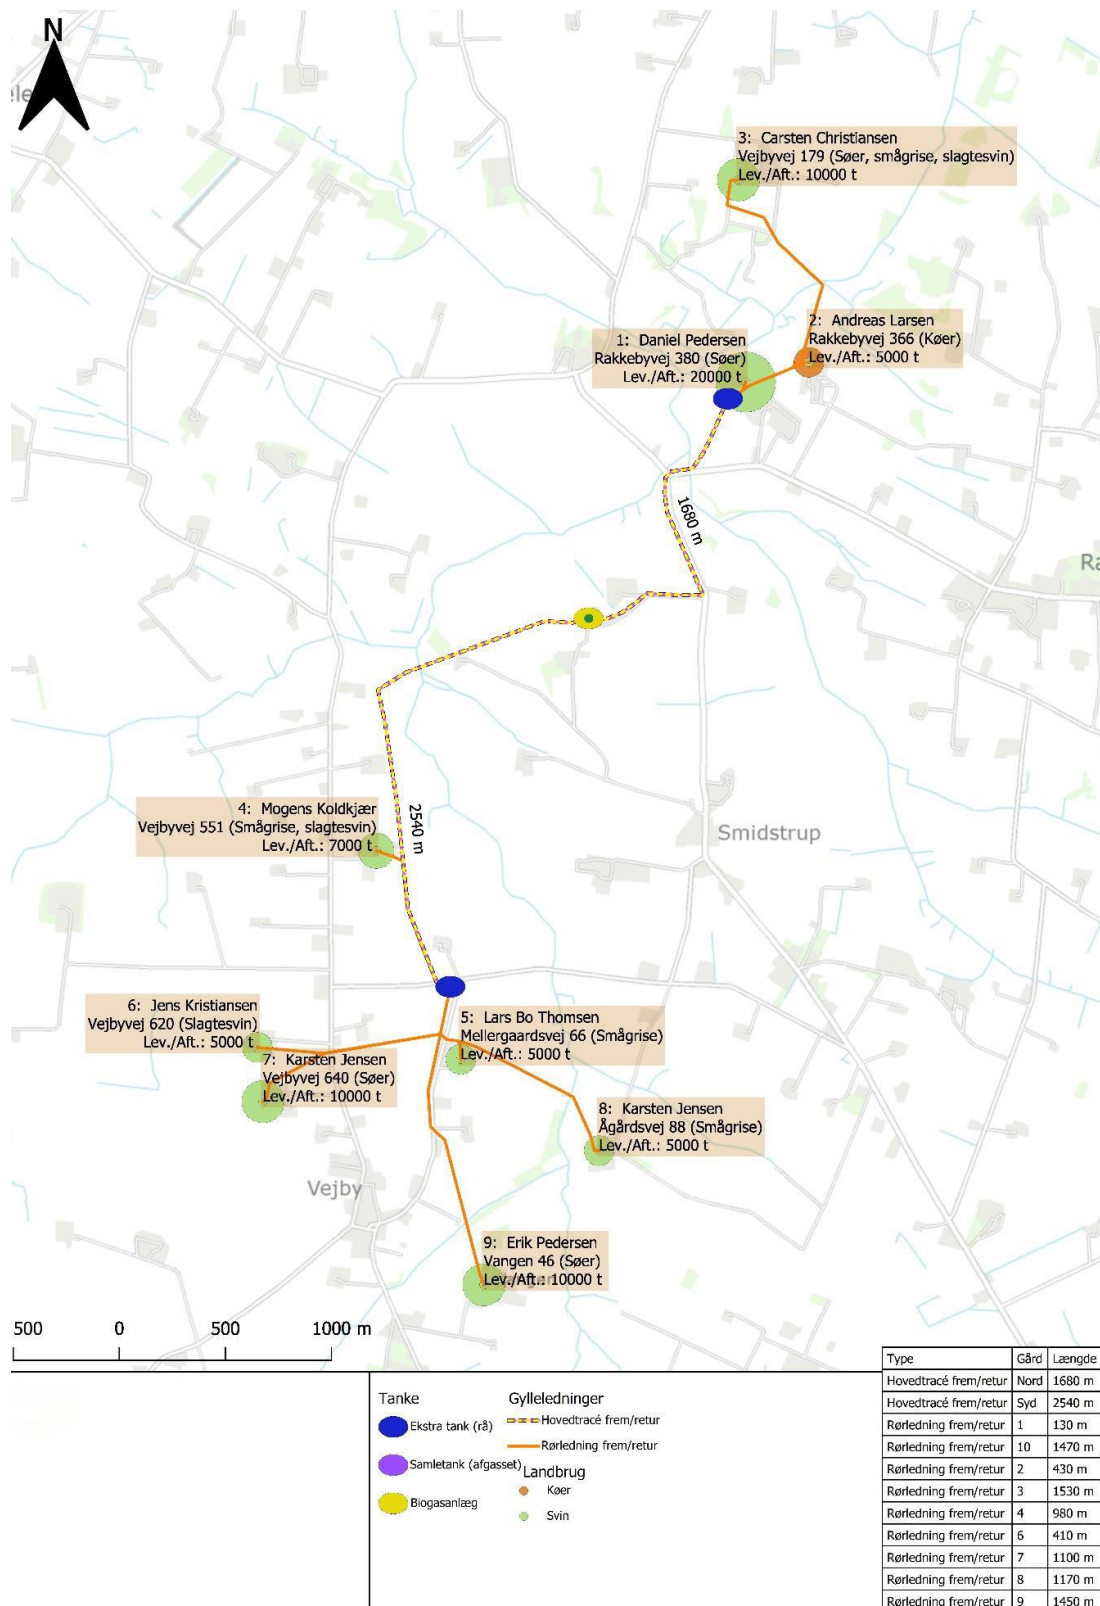 N
3: Carsten Christiansen
Vejbyvej 179 (Søer, smågrise, slagtesvin)
Lev./Aft.: 10000 t
2: Andreas Larsen
Rakkebyvej 366 (Køer)
Lev./Aft.: 5000 t
1: Daniel Pedersen
Rakkebyvej 380 (Søer)
Lev./Aft.: 20000 t
1680 m
4: Mogens Koldkjær
Vejbyvej 551 (Smågrise, slagtesvin)
Lev./Aft.: 7000 t
2540 m
Smidstrup
6: Jens Kristiansen
Vejbyvej 620 (Slagtesvin)
Lev./Aft.: 5000 t
5: Lars Bo Thomsen
Mellergaardsvej 66 (Smågrise)
Lev./Aft.: 5000 t
7: Karsten Jensen
Vejbyvej 640 (Søer)
Lev./Aft.: 10000 t
8: Karsten Jensen
Ågårdsvej 88 (Smågrise)
Lev./Aft.: 5000 t
Vejby
9: Erik Pedersen
Vangen 46 (Søer)
Lev./Aft.: 10000 t
500 0 500 1000 m
Tanke
Ekstra tank (rå)
Samletank (afgasset)
Biogasanlæg
Gylleledninger
Hovedtracé frem/retur
Rørledning frem/retur
Landbrug
Køer
Svin
Type Gård Længde
Hovedtracé frem/retur Nord 1680 m
Hovedtracé frem/retur Syd 2540 m
Rørledning frem/retur 1 130 m
Rørledning frem/retur 10 1470 m
Rørledning frem/retur 2 430 m
Rørledning frem/retur 3 1530 m
Rørledning frem/retur 4 980 m
Rørledning frem/retur 6 410 m
Rørledning frem/retur 7 1100 m
Rørledning frem/retur 8 1170 m
Rørledning frem/retur 9 1450 m